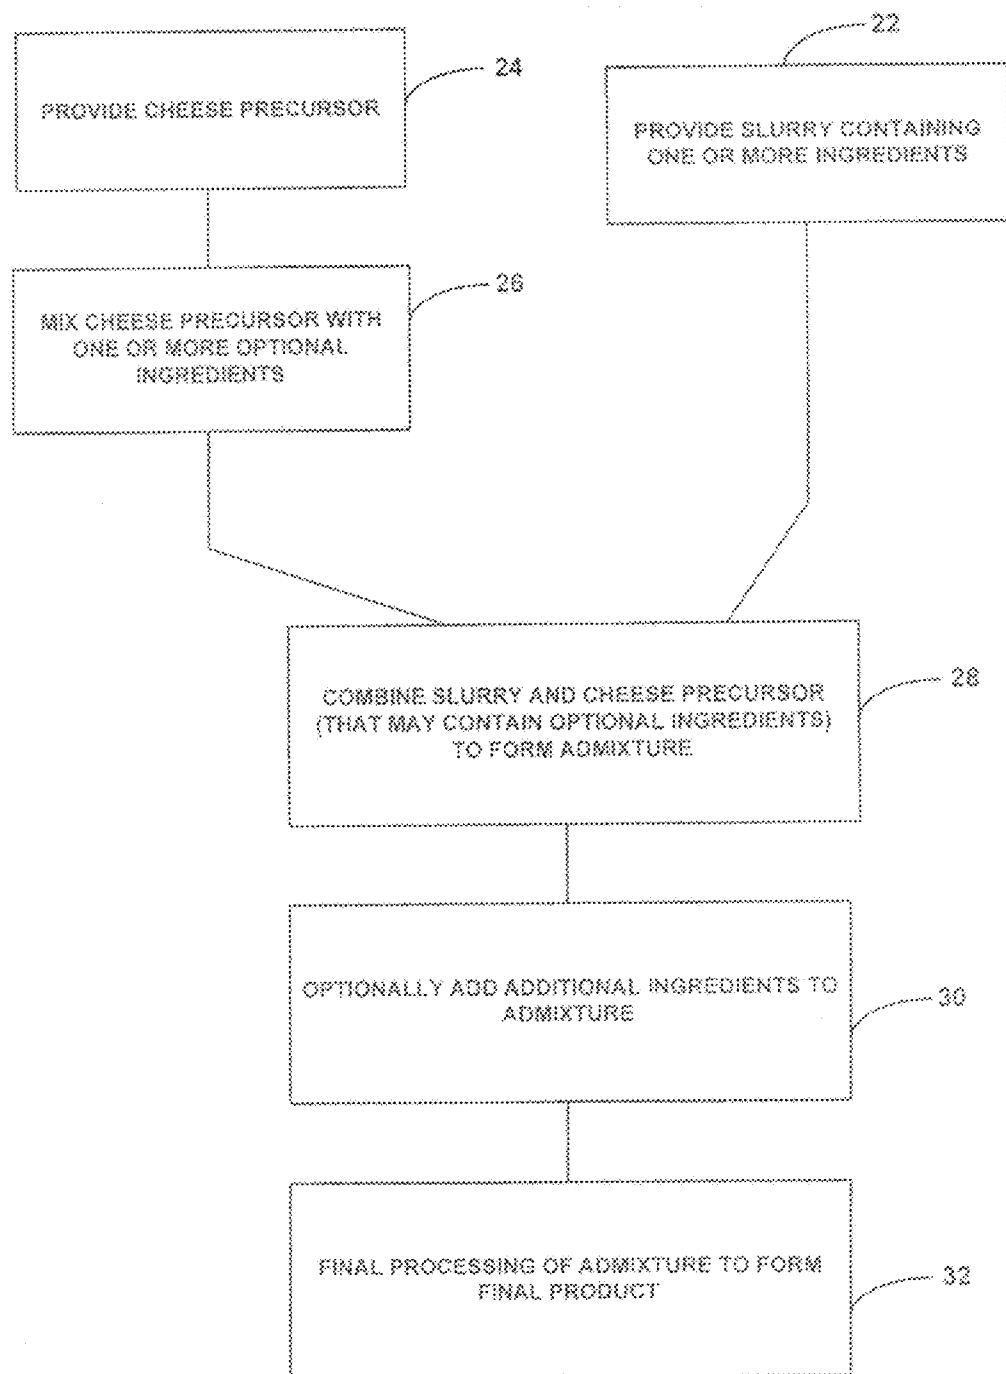 24
PROVIDE CHEESE PRECURSOR
22
PROVIDE SLURRY CONTAINING
ONE OR MORE INGREDIENTS
26
MIX CHEESE PRECURSOR WITH
ONE OR MORE OPTIONAL
INGREDIENTS
28
COMBINE SLURRY AND CHEESE PRECURSOR
(THAT MAY CONTAIN OPTIONAL INGREDIENTS)
TO FORM ADMIXTURE
OPTIONALLY ADD ADDITIONAL INGREDIENTS TO
ADMIXTURE
30
FINAL PROCESSING OF ADMIXTURE TO FORM
FINAL PRODUCT
32